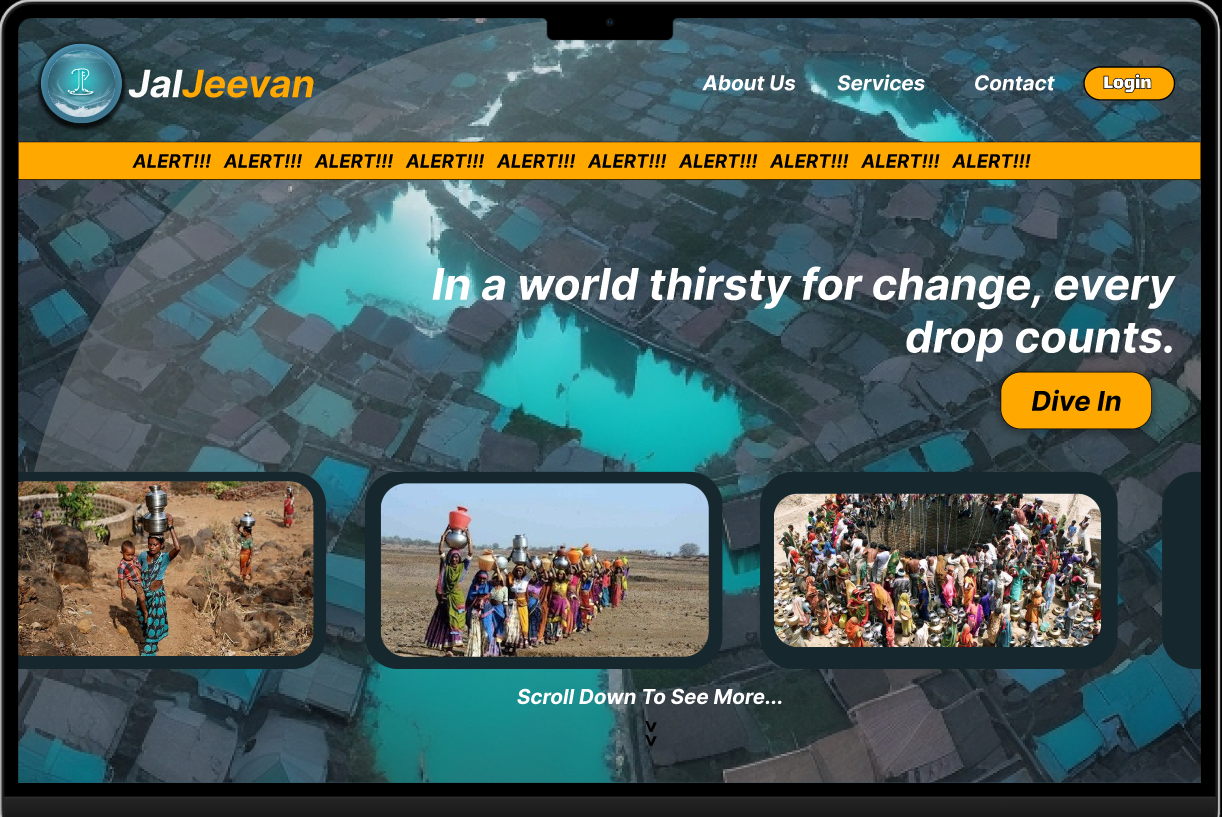 JalJeevan
About Us Services Contact Login
ALERT!!! ALERT!!! ALERT!!! ALERT!!! ALERT!!! ALERT!!! ALERT!!! ALERT!!! ALERT!!! ALERT!!!
In a world thirsty for change, every
drop counts.
Dive In
Scroll Down To See More...